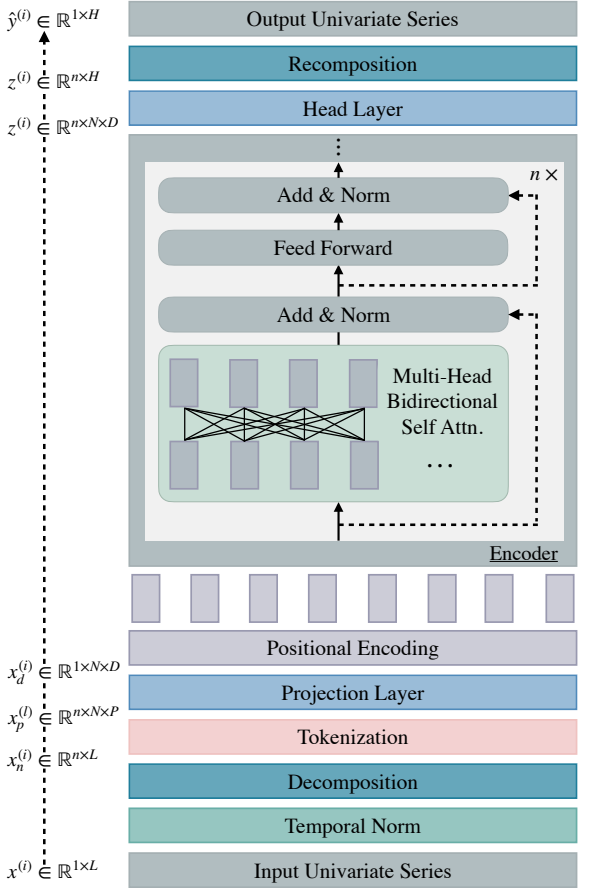 ŷ⁽ⁱ⁾ ∈ ℝ^{1×H}
Output Univariate Series
Recomposition
z⁽ⁱ⁾ ∈ ℝ^{n×H}
Head Layer
z⁽ⁱ⁾ ∈ ℝ^{n×N×D}
⋮
n ×
Add & Norm
Feed Forward
Add & Norm
Multi-Head
Bidirectional
Self Attn.
...
Encoder
Positional Encoding
x_d⁽ⁱ⁾ ∈ ℝ^{1×N×D}
Projection Layer
x_p⁽ˡ⁾ ∈ ℝ^{n×N×P}
Tokenization
x_n⁽ⁱ⁾ ∈ ℝ^{n×L}
Decomposition
Temporal Norm
x⁽ⁱ⁾ ∈ ℝ^{1×L}
Input Univariate Series